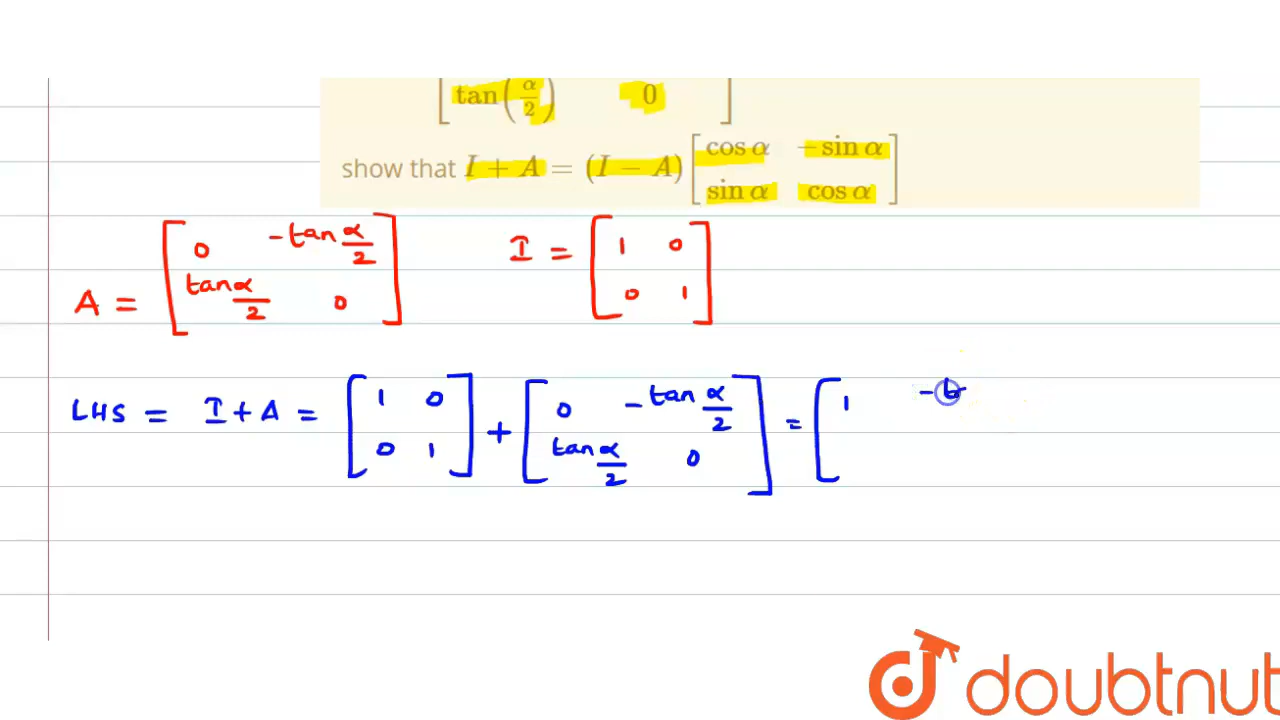 [tan(α/2) 0]
show that I + A = (I − A) [cos α − sin α
sin α cos α]
A = [0 -tan α/2
tan α/2 0]
I = [1 0
0 1]
LHS = I + A = [1 0
0 1] + [0 -tan α/2
tan α/2 0] = [1 -t
doubtnut